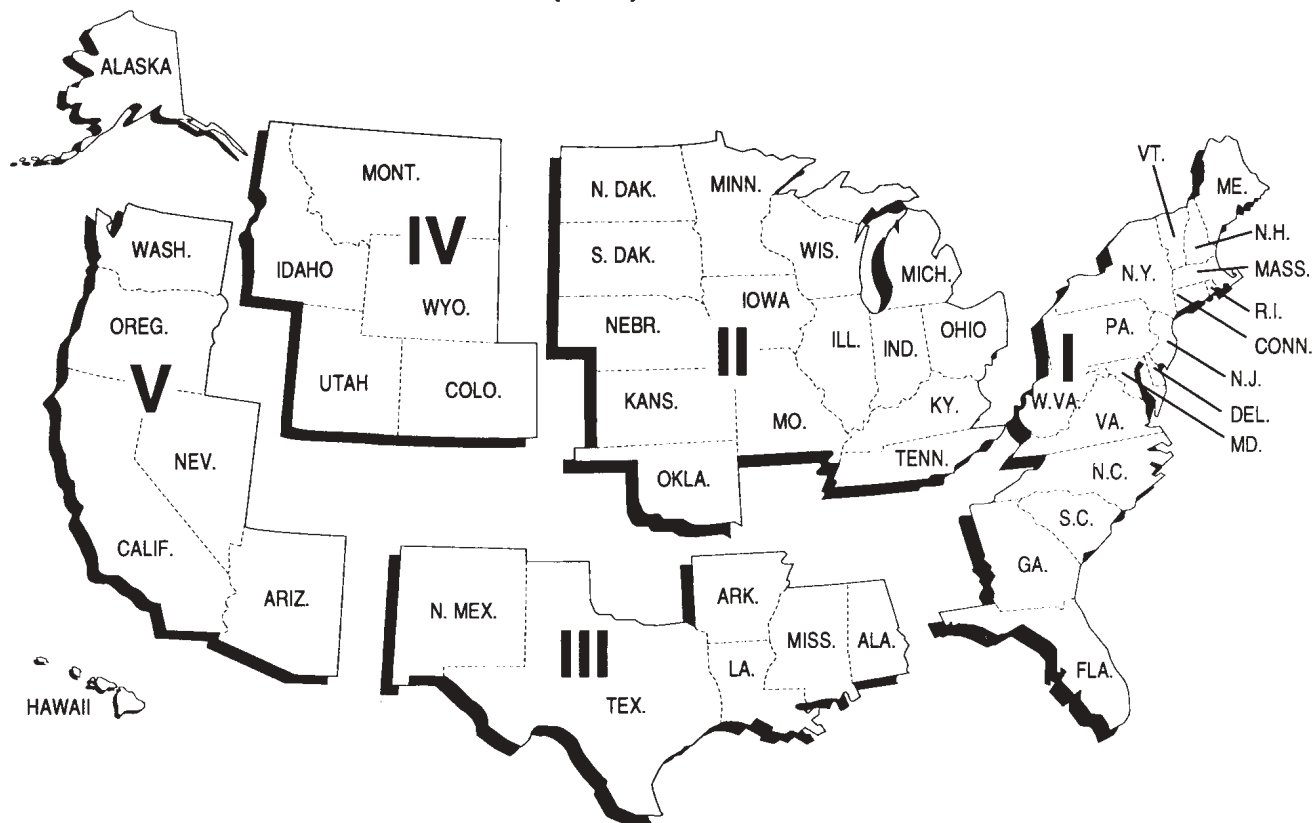 ALASKA
MONT.
IV
IDAHO
WYO.
UTAH
COLO.
WASH.
OREG.
V
NEV.
CALIF.
ARIZ.
HAWAII
N. DAK.
MINN.
S. DAK.
WIS.
MICH.
NEBR.
IOWA
II
ILL.
IND.
OHIO
KANS.
MO.
KY.
OKLA.
TENN.
N. MEX.
III
TEX.
ARK.
LA.
MISS.
ALA.
VT.
ME.
N.H.
MASS.
N.Y.
R.I.
CONN.
PA.
I
N.J.
DEL.
MD.
W.VA
VA.
N.C.
S.C.
GA.
FLA.